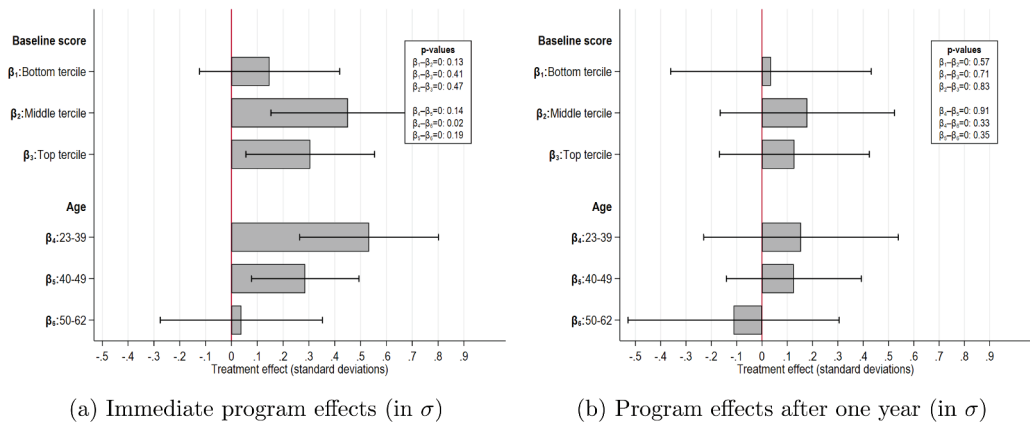 Baseline score
p-values
β₁–β₂=0: 0.13
β₁–β₃=0: 0.41
β₂–β₃=0: 0.47
β₄–β₅=0: 0.14
β₄–β₆=0: 0.02
β₅–β₆=0: 0.19
β₁:Bottom tercile
β₂:Middle tercile
β₃:Top tercile
Age
β₄:23-39
β₅:40-49
β₆:50-62
-.5 -.4 -.3 -.2 -.1 0 .1 .2 .3 .4 .5 .6 .7 .8 .9
Treatment effect (standard deviations)
(a) Immediate program effects (in σ)
Baseline score
p-values
β₁–β₂=0: 0.57
β₁–β₃=0: 0.71
β₂–β₃=0: 0.83
β₄–β₅=0: 0.91
β₄–β₆=0: 0.33
β₅–β₆=0: 0.35
β₁:Bottom tercile
β₂:Middle tercile
β₃:Top tercile
Age
β₄:23-39
β₅:40-49
β₆:50-62
-.5 -.4 -.3 -.2 -.1 0 .1 .2 .3 .4 .5 .6 .7 .8 .9
Treatment effect (standard deviations)
(b) Program effects after one year (in σ)